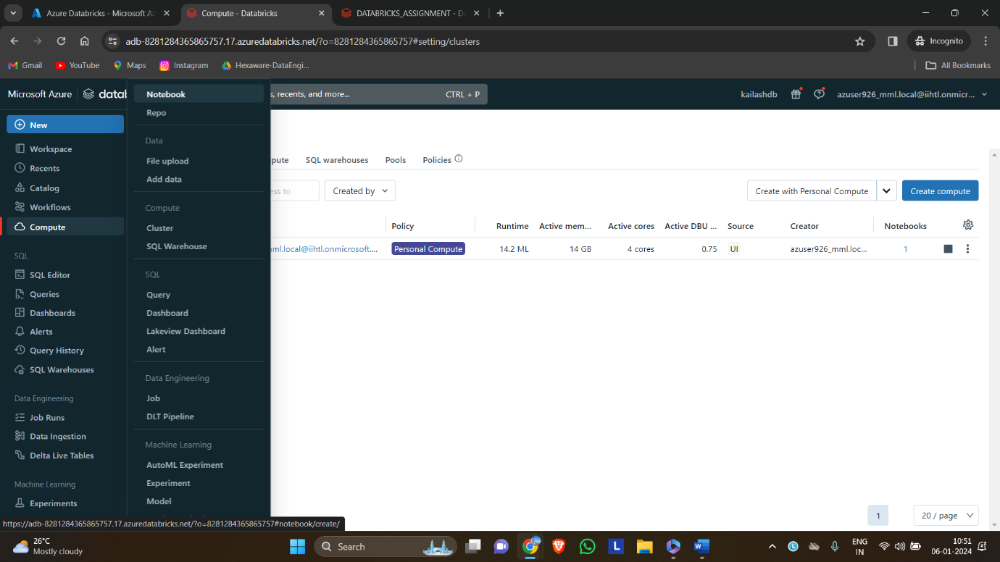 Azure Databricks - Microsoft Az
Compute - Databricks
DATABRICKS_ASSIGNMENT - Da
adb-8281284365865757.17.azuredatabricks.net/?o=8281284365865757#setting/clusters
Incognito
Gmail
YouTube
Maps
Instagram
Hexaware-DataEngi...
All Bookmarks
Microsoft Azure
datab
s, recents, and more...
CTRL + P
kailashdb
azuser926_mml.local@iihtl.onmicr...
New
Workspace
Recents
Catalog
Workflows
Compute
SQL
SQL Editor
Queries
Dashboards
Alerts
Query History
SQL Warehouses
Data Engineering
Job Runs
Data Ingestion
Delta Live Tables
Machine Learning
Experiments
Notebook
Repo
Data
File upload
Add data
Compute
Cluster
SQL Warehouse
SQL
Query
Dashboard
Lakeview Dashboard
Alert
Data Engineering
Job
DLT Pipeline
Machine Learning
AutoML Experiment
Experiment
Model
pute
SQL warehouses
Pools
Policies
ess to
Created by
Create with Personal Compute
Create compute
Policy
Runtime
Active mem...
Active cores
Active DBU ...
Source
Creator
Notebooks
ml.local@iihtl.onmicrosoft....
Personal Compute
14.2 ML
14 GB
4 cores
0.75
UI
azuser926_mml.loc...
1
1
20 / page
https://adb-8281284365865757.17.azuredatabricks.net/?o=8281284365865757#notebook/create/
26°C
Mostly cloudy
Search
L
W
ENG
IN
10:51
06-01-2024